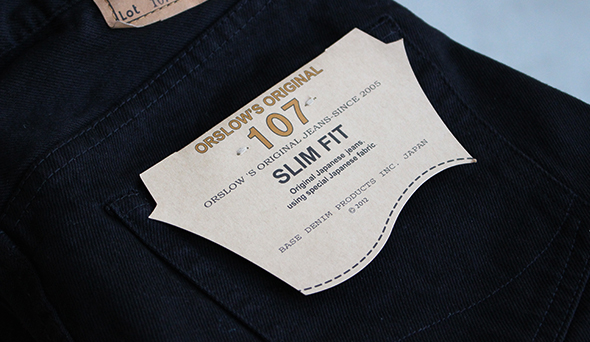 Lot
ORSLOW'S ORIGINAL
107
ORSLOW'S ORIGINAL JEANS-SINCE 2005
SLIM FIT
Original Japanese jeans,
using special Japanese fabric
BASE DENIM PRODUCTS INC. JAPAN
©2012